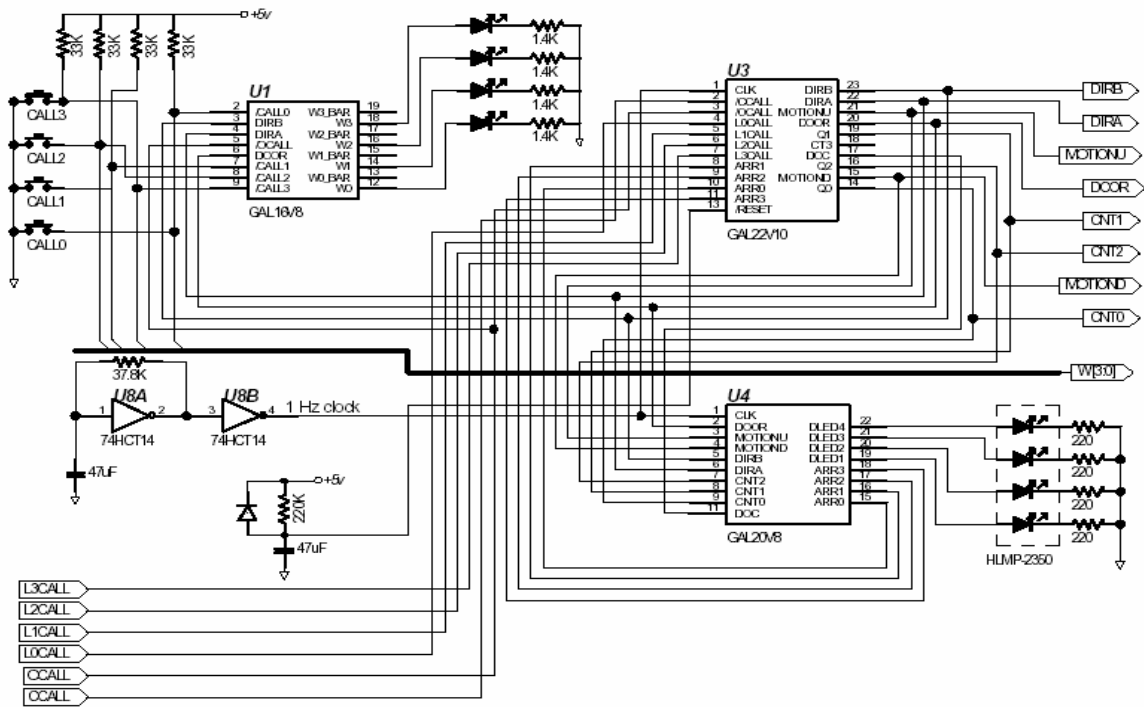 +5v
33K
33K
33K
33K
CALL3
CALL2
CALL1
CALL0
U1
2 /CALL0 W3_BAR 19
3 DIRB W3 18
4 DIRA W2_BAR 17
5 /OCALL W2 16
6 DOOR W1_BAR 15
7 /CALL1 W1 14
8 /CALL2 W0_BAR 13
9 /CALL3 W0 12
GAL16V8
1.4K
1.4K
1.4K
1.4K
U3
1 CLK DIRB 23
2 /CCALL DIRA 22
3 /OCALL MOTIONU 21
4 L0CALL DOOR 20
5 L1CALL Q1 19
6 L2CALL CT3 18
7 L3CALL DOC 17
8 ARR1 Q2 16
9 ARR2 MOTIOND 15
10 ARR0 Q0 14
11 ARR3
13 /RESET
GAL22V10
DIRB
DIRA
MOTIONU
DOOR
CNT1
CNT2
MOTIOND
CNT0
W[3:0]
37.8K
U8A
1 2
74HCT14
U8B
3 4
74HCT14
1 Hz clock
47uF
+5v
220K
47uF
U4
1 CLK
2 DOOR DLED4 22
3 MOTIONU DLED3 21
4 MOTIOND DLED2 20
5 DIRB DLED1 19
6 DIRA ARR3 18
7 CNT2 ARR2 17
8 CNT1 ARR1 16
9 CNT0 ARR0 15
11 DOC
GAL20V8
220
220
220
220
HLMP-2350
L3CALL
L2CALL
L1CALL
L0CALL
CCALL
OCALL